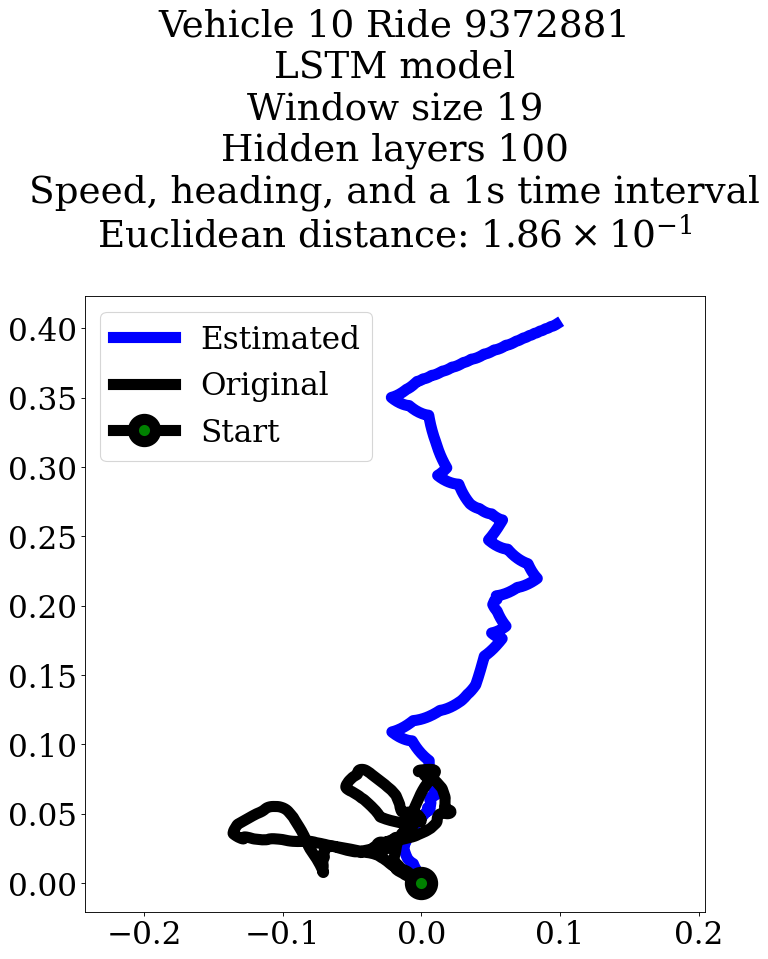 Vehicle 10 Ride 9372881
LSTM model
Window size 19
Hidden layers 100
Speed, heading, and a 1s time interval
Euclidean distance: 1.86 × 10⁻¹
Estimated
Original
Start
0.40
0.35
0.30
0.25
0.20
0.15
0.10
0.05
0.00
−0.2 −0.1 0.0 0.1 0.2